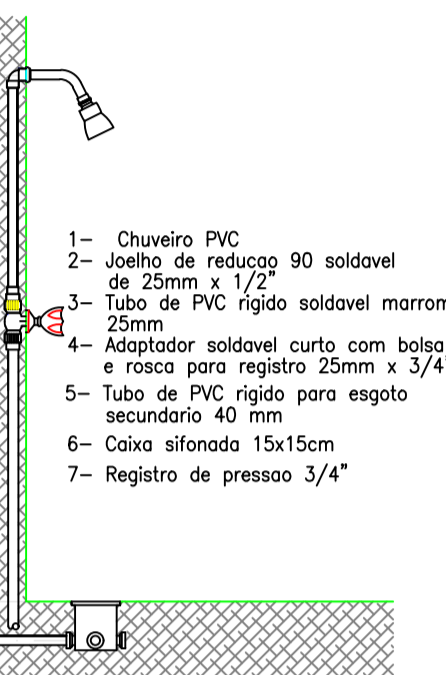 1- Chuveiro PVC
2- Joelho de reducao 90 soldavel
de 25mm x 1/2"
3- Tubo de PVC rigido soldavel marrom
25mm
4- Adaptador soldavel curto com bolsa
e rosca para registro 25mm x 3/4"
5- Tubo de PVC rigido para esgoto
secundario 40 mm
6- Caixa sifonada 15x15cm
7- Registro de pressao 3/4"